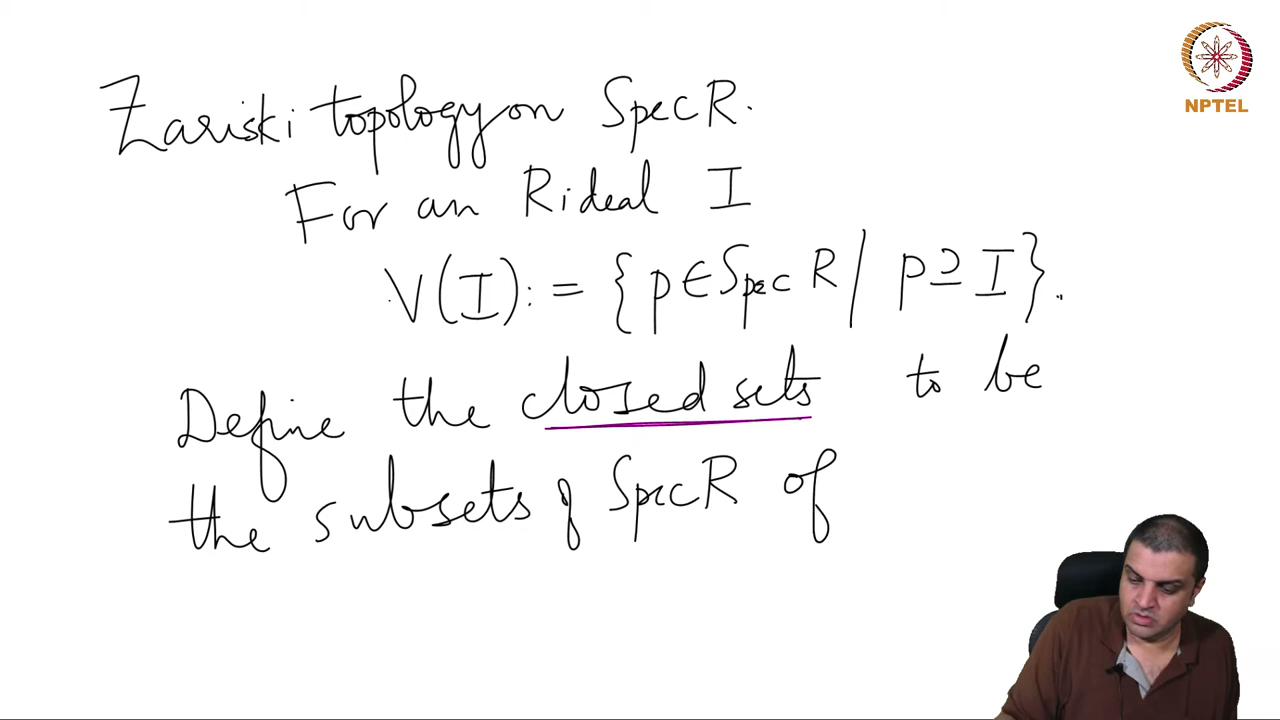 Zariski topology on Spec R.
For an R ideal I
V(I) := { p ∈ Spec R | p ⊇ I }.
Define the closed sets to be
the subsets of Spec R of
NPTEL